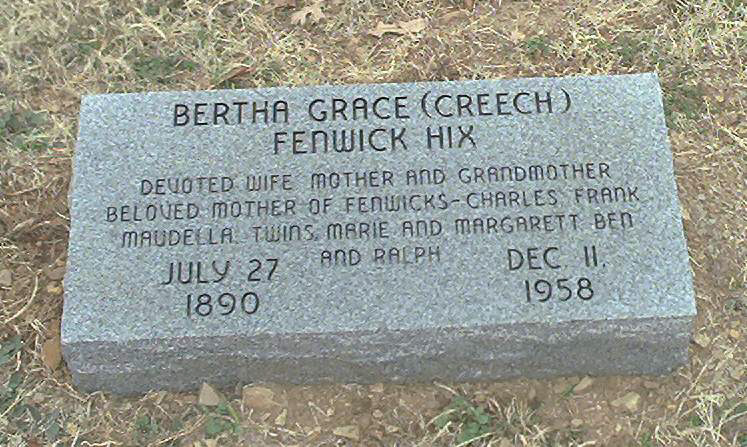 BERTHA GRACE (CREECH)
FENWICK HIX
DEVOTED WIFE MOTHER AND GRANDMOTHER
BELOVED MOTHER OF FENWICKS-CHARLES FRANK
MAUDELLA TWINS, MARIE AND MARGARETT BEN
AND RALPH
JULY 27
1890
DEC. 11,
1958